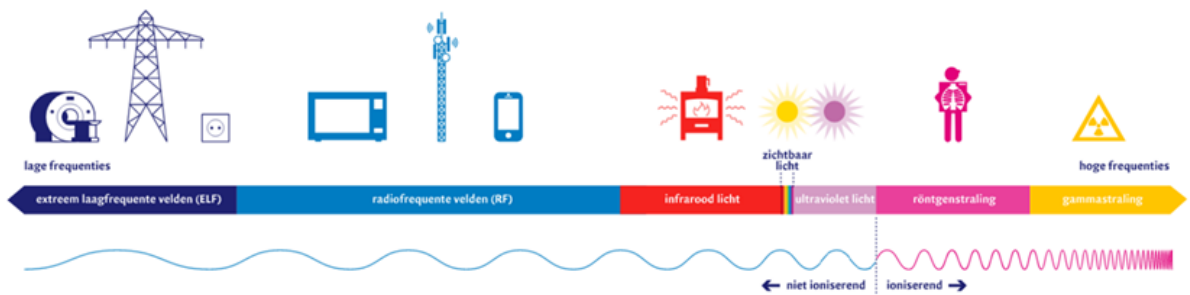 lage frequenties
zichtbaar
licht
hoge frequenties
extreem laagfrequente velden (ELF)
radiofrequente velden (RF)
infrarood licht
ultraviolet licht
röntgenstraling
gammastraling
niet ioniserend
ioniserend